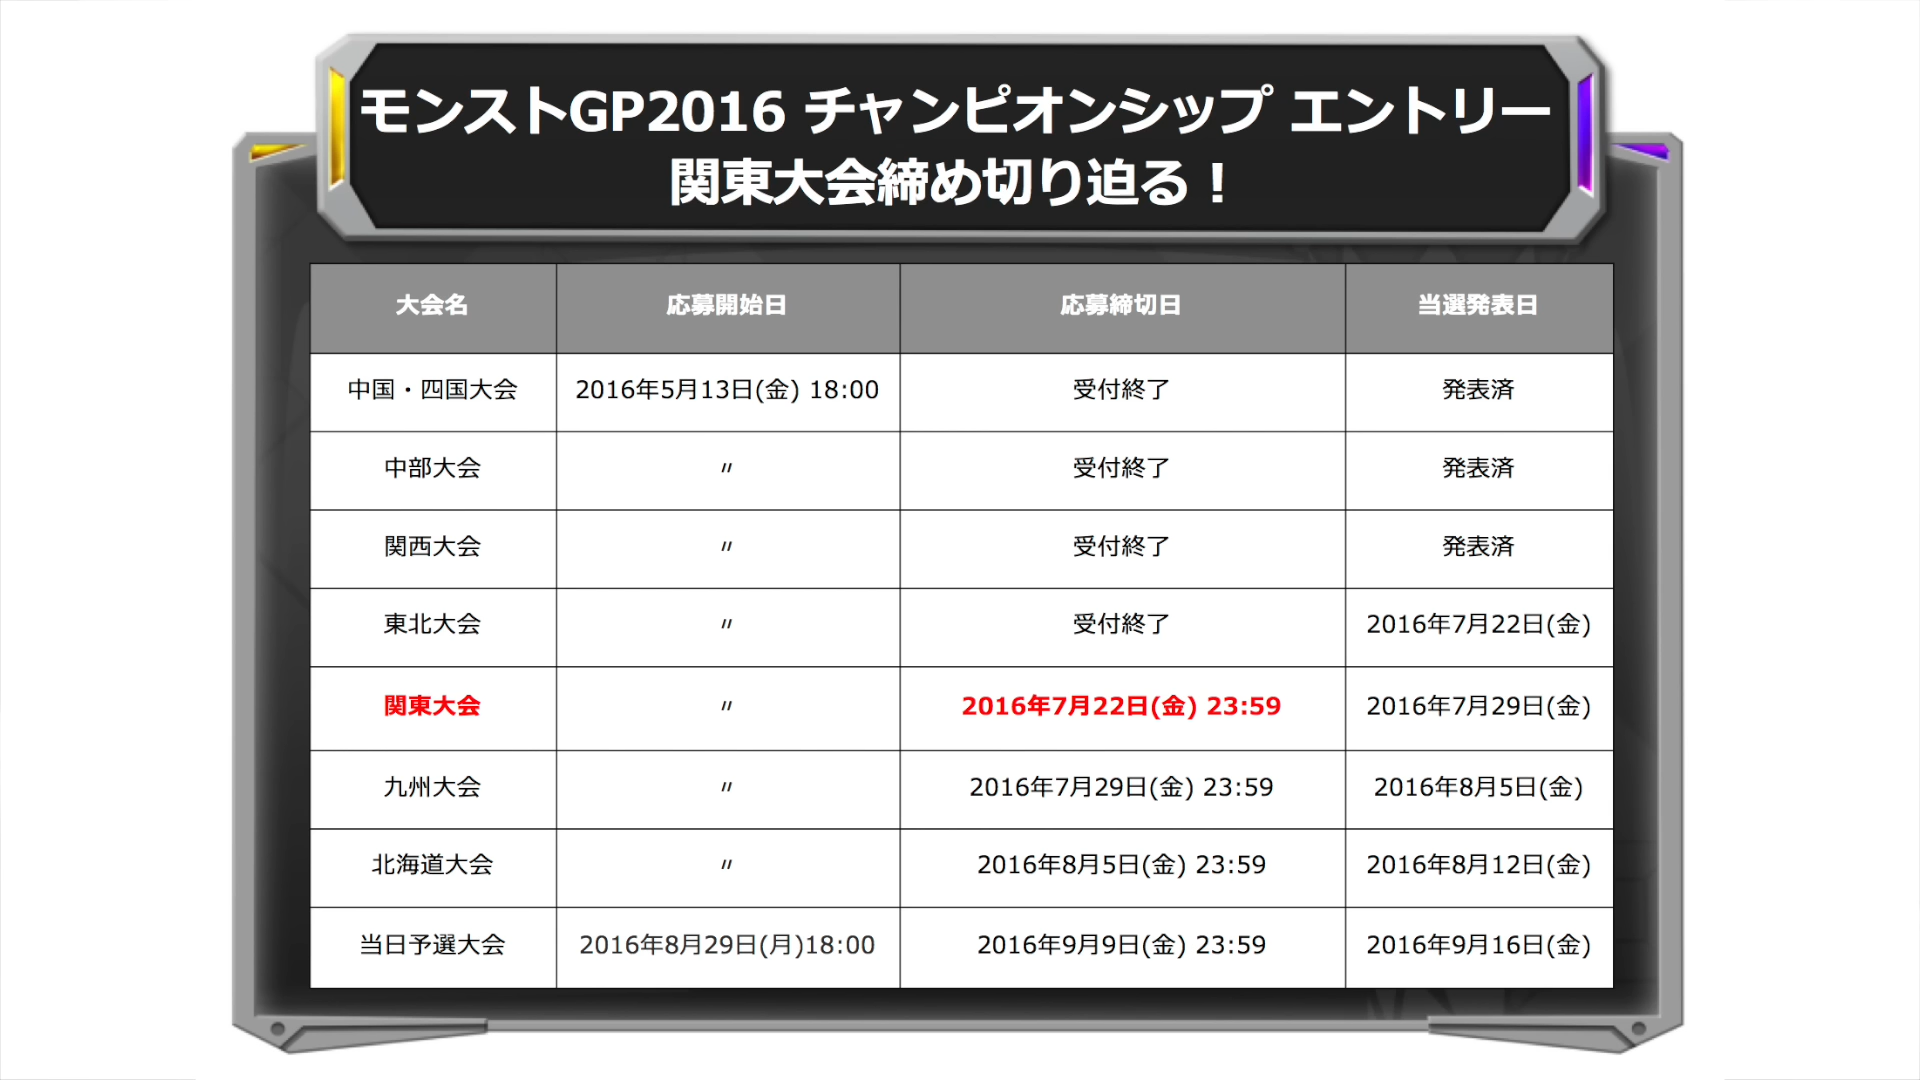 モンストGP2016 チャンピオンシップ エントリー
関東大会締め切り迫る！
大会名 応募開始日 応募締切日 当選発表日
中国・四国大会 2016年5月13日(金) 18:00 受付終了 発表済
中部大会 〃 受付終了 発表済
関西大会 〃 受付終了 発表済
東北大会 〃 受付終了 2016年7月22日(金)
関東大会 〃 2016年7月22日(金) 23:59 2016年7月29日(金)
九州大会 〃 2016年7月29日(金) 23:59 2016年8月5日(金)
北海道大会 〃 2016年8月5日(金) 23:59 2016年8月12日(金)
当日予選大会 2016年8月29日(月)18:00 2016年9月9日(金) 23:59 2016年9月16日(金)